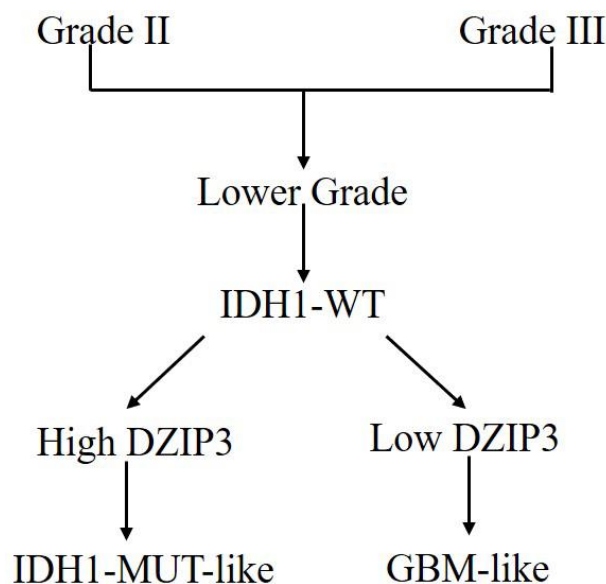 Grade II
Grade III
Lower Grade
IDH1-WT
High DZIP3
Low DZIP3
IDH1-MUT-like
GBM-like